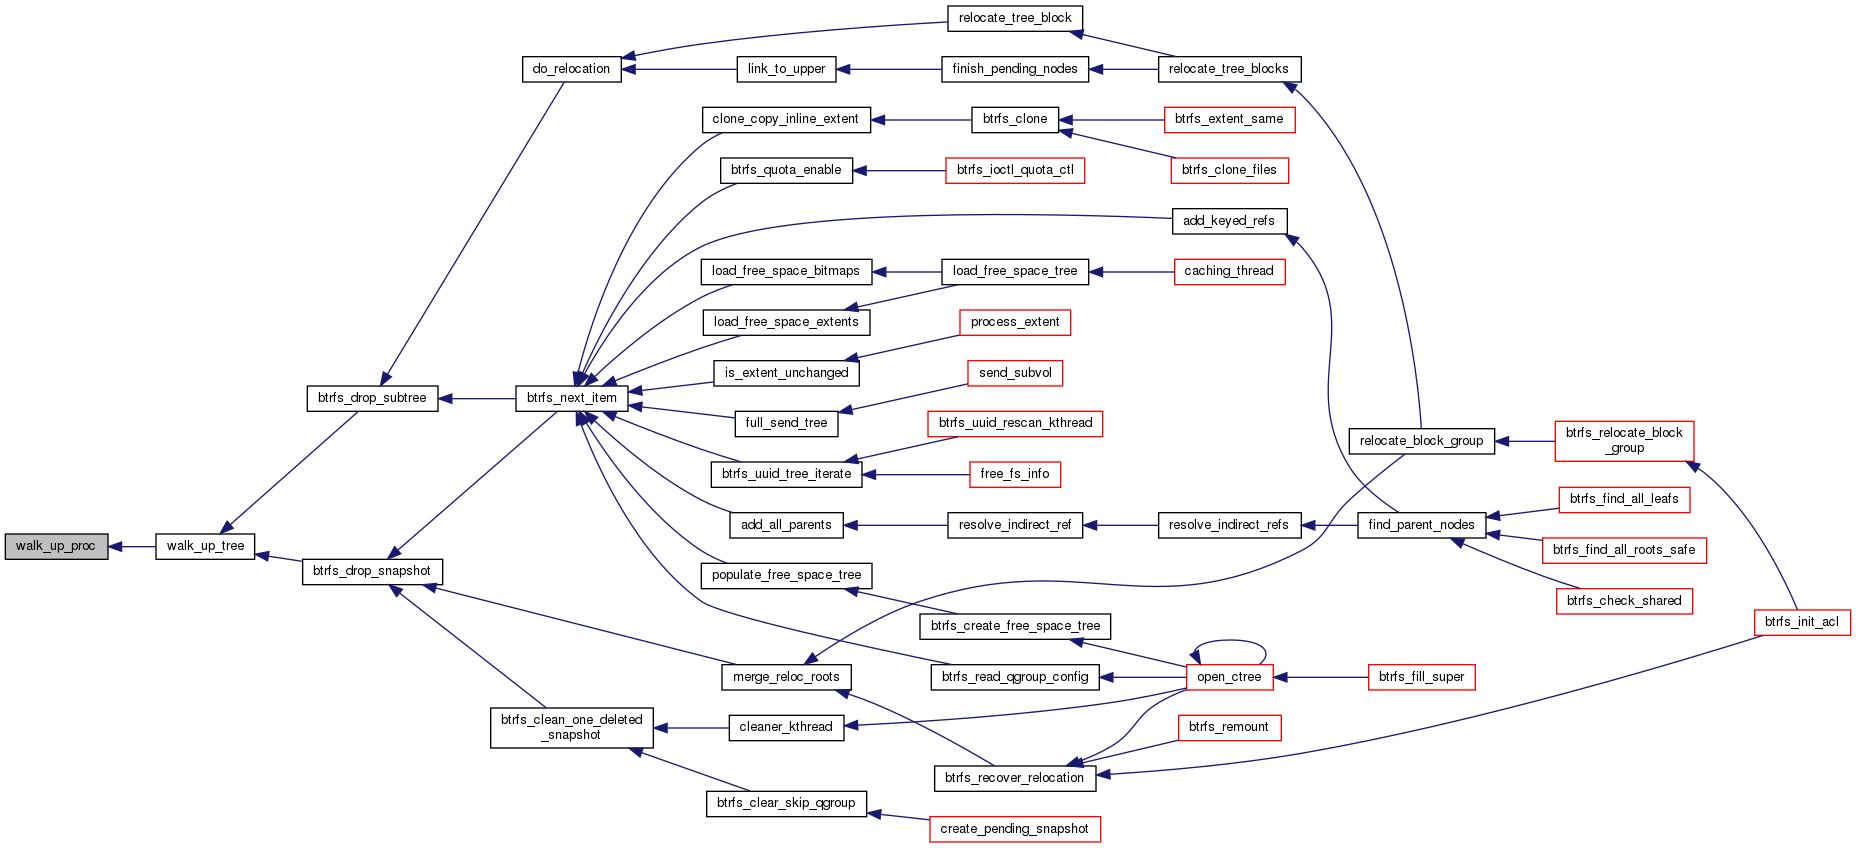 relocate_tree_block
do_relocation
link_to_upper
finish_pending_nodes
relocate_tree_blocks
clone_copy_inline_extent
btrfs_clone
btrfs_extent_same
btrfs_quota_enable
btrfs_ioctl_quota_ctl
btrfs_clone_files
add_keyed_refs
load_free_space_bitmaps
load_free_space_tree
caching_thread
load_free_space_extents
process_extent
is_extent_unchanged
send_subvol
btrfs_drop_subtree
btrfs_next_item
full_send_tree
btrfs_uuid_rescan_kthread
relocate_block_group
btrfs_relocate_block
_group
btrfs_uuid_tree_iterate
free_fs_info
btrfs_find_all_leafs
add_all_parents
resolve_indirect_ref
resolve_indirect_refs
find_parent_nodes
walk_up_proc
walk_up_tree
btrfs_find_all_roots_safe
btrfs_drop_snapshot
populate_free_space_tree
btrfs_check_shared
btrfs_create_free_space_tree
btrfs_init_acl
merge_reloc_roots
btrfs_read_qgroup_config
open_ctree
btrfs_fill_super
btrfs_clean_one_deleted
_snapshot
cleaner_kthread
btrfs_remount
btrfs_recover_relocation
btrfs_clear_skip_qgroup
create_pending_snapshot